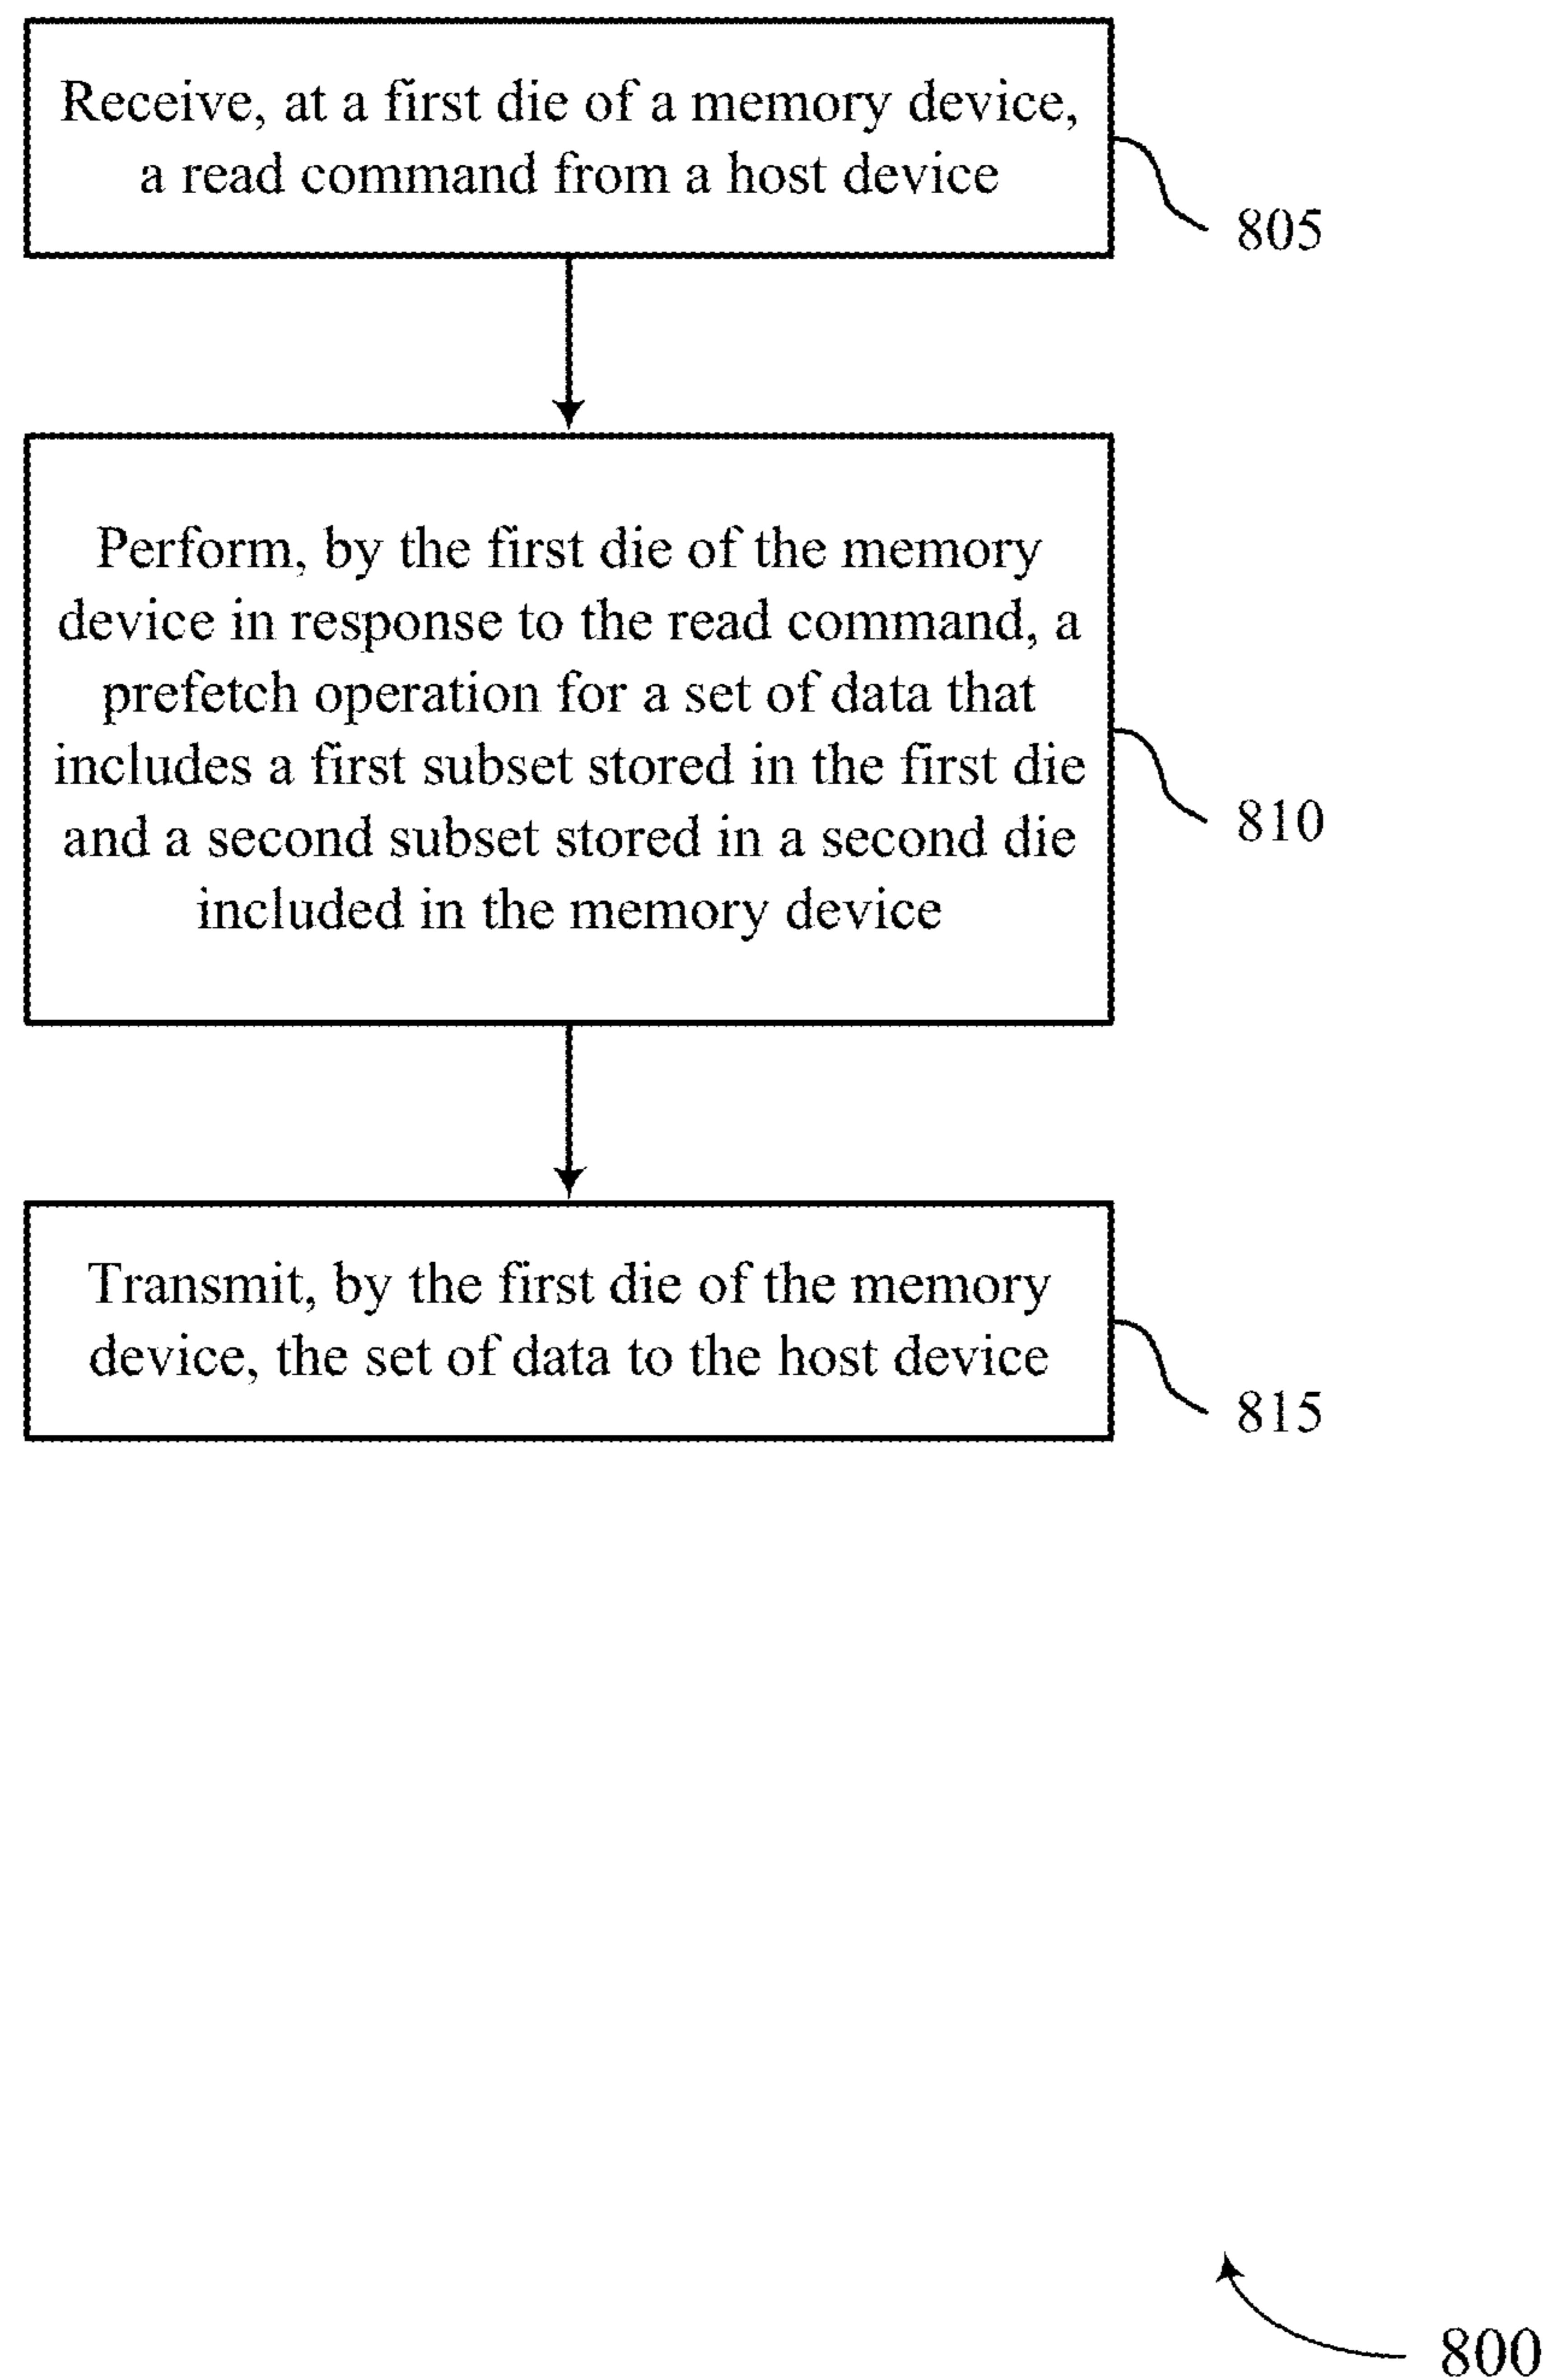 Receive, at a first die of a memory device,
a read command from a host device
805
Perform, by the first die of the memory
device in response to the read command, a
prefetch operation for a set of data that
includes a first subset stored in the first die
and a second subset stored in a second die
included in the memory device
810
Transmit, by the first die of the memory
device, the set of data to the host device
815
800